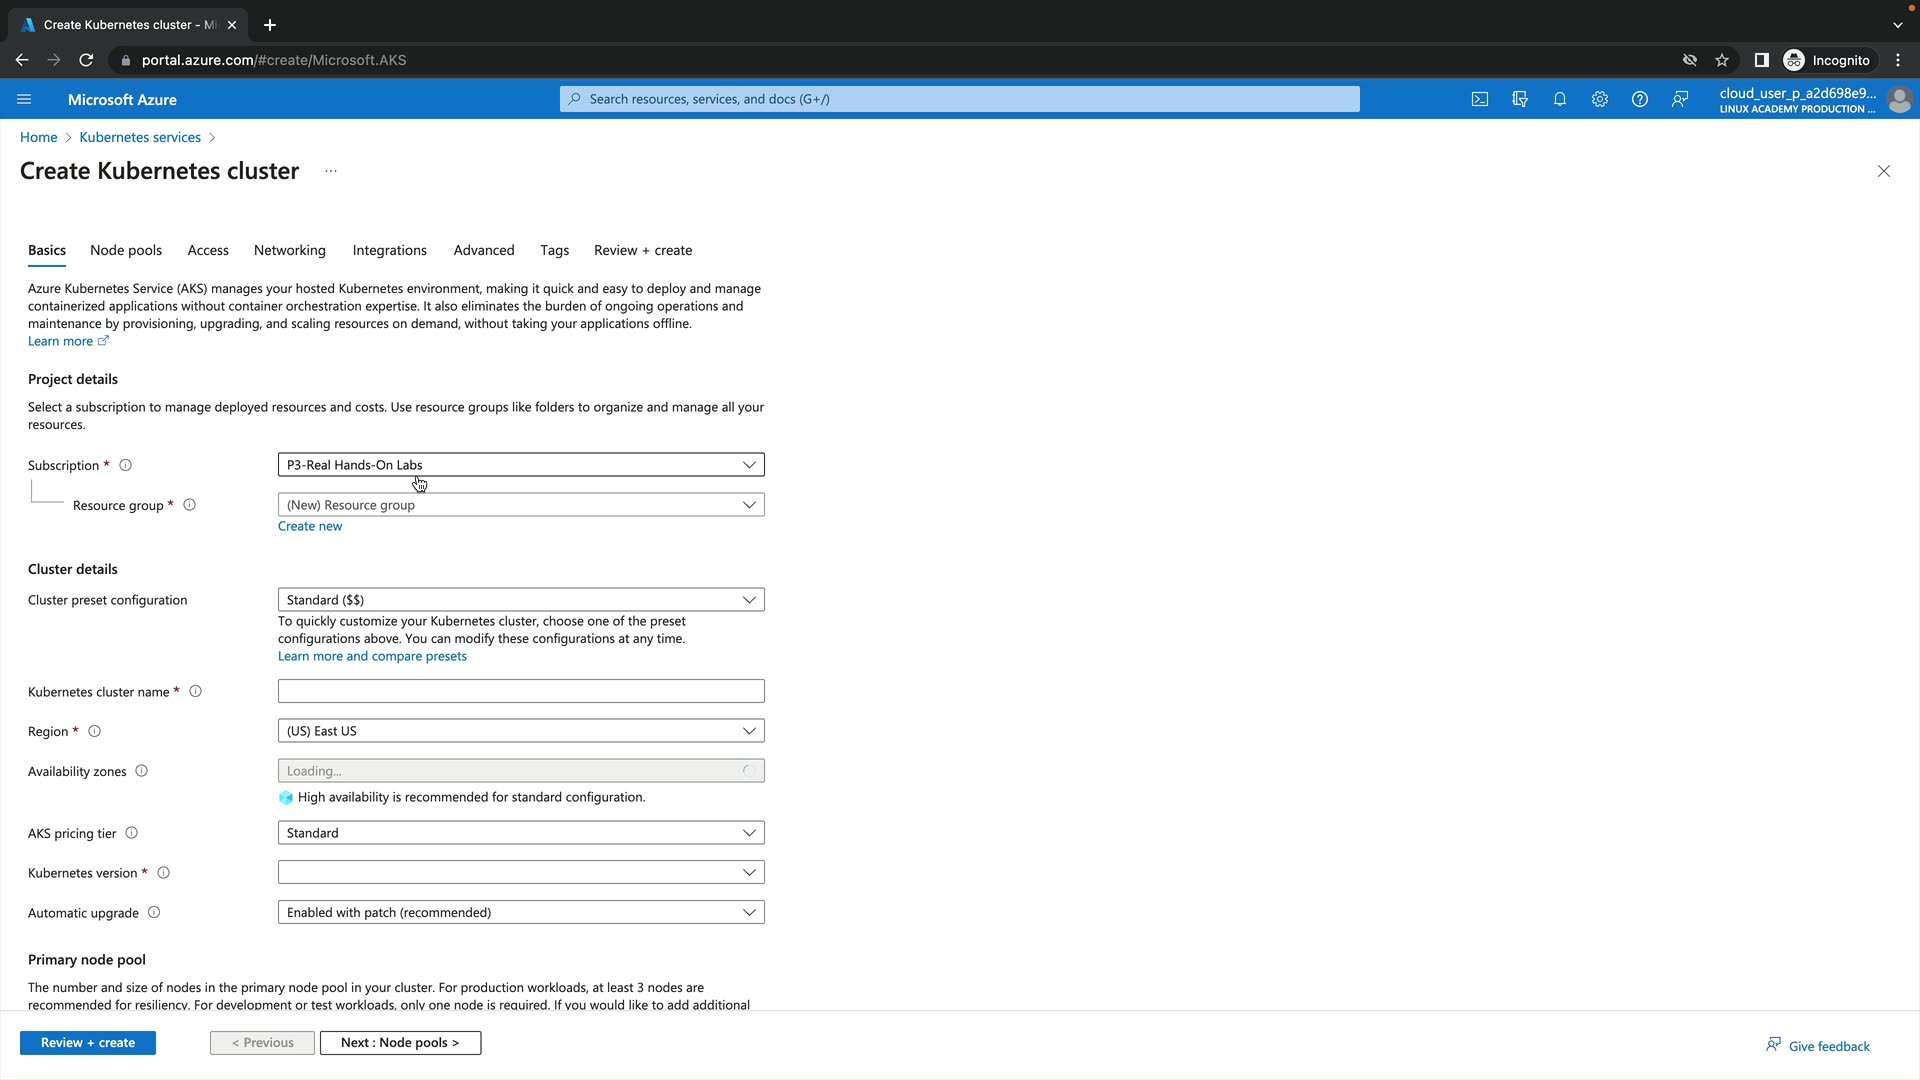 Create Kubernetes cluster - Mi
portal.azure.com/#create/Microsoft.AKS
Incognito
Microsoft Azure
Search resources, services, and docs (G+/)
cloud_user_p_a2d698e9...
LINUX ACADEMY PRODUCTION ...
Home > Kubernetes services >
Create Kubernetes cluster ...
Basics Node pools Access Networking Integrations Advanced Tags Review + create
Azure Kubernetes Service (AKS) manages your hosted Kubernetes environment, making it quick and easy to deploy and manage
containerized applications without container orchestration expertise. It also eliminates the burden of ongoing operations and
maintenance by provisioning, upgrading, and scaling resources on demand, without taking your applications offline.
Learn more
Project details
Select a subscription to manage deployed resources and costs. Use resource groups like folders to organize and manage all your
resources.
Subscription * P3-Real Hands-On Labs
Resource group * (New) Resource group
Create new
Cluster details
Cluster preset configuration Standard ($$)
To quickly customize your Kubernetes cluster, choose one of the preset
configurations above. You can modify these configurations at any time.
Learn more and compare presets
Kubernetes cluster name *
Region * (US) East US
Availability zones Loading...
High availability is recommended for standard configuration.
AKS pricing tier Standard
Kubernetes version *
Automatic upgrade Enabled with patch (recommended)
Primary node pool
The number and size of nodes in the primary node pool in your cluster. For production workloads, at least 3 nodes are
recommended for resiliency. For development or test workloads, only one node is required. If you would like to add additional
Review + create < Previous Next : Node pools > Give feedback